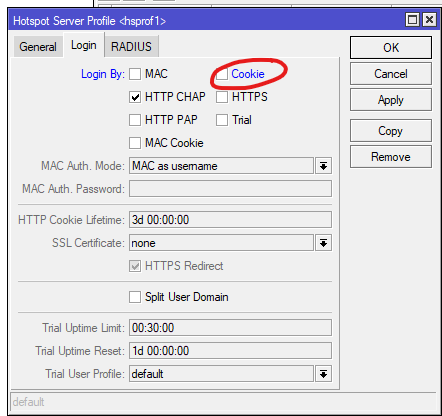 Hotspot Server Profile <hsprof1>
General Login RADIUS
Login By: MAC Cookie
HTTP CHAP HTTPS
HTTP PAP Trial
MAC Cookie
MAC Auth. Mode: MAC as username
MAC Auth. Password:
HTTP Cookie Lifetime: 3d 00:00:00
SSL Certificate: none
HTTPS Redirect
Split User Domain
Trial Uptime Limit: 00:30:00
Trial Uptime Reset: 1d 00:00:00
Trial User Profile: default
default
OK
Cancel
Apply
Copy
Remove